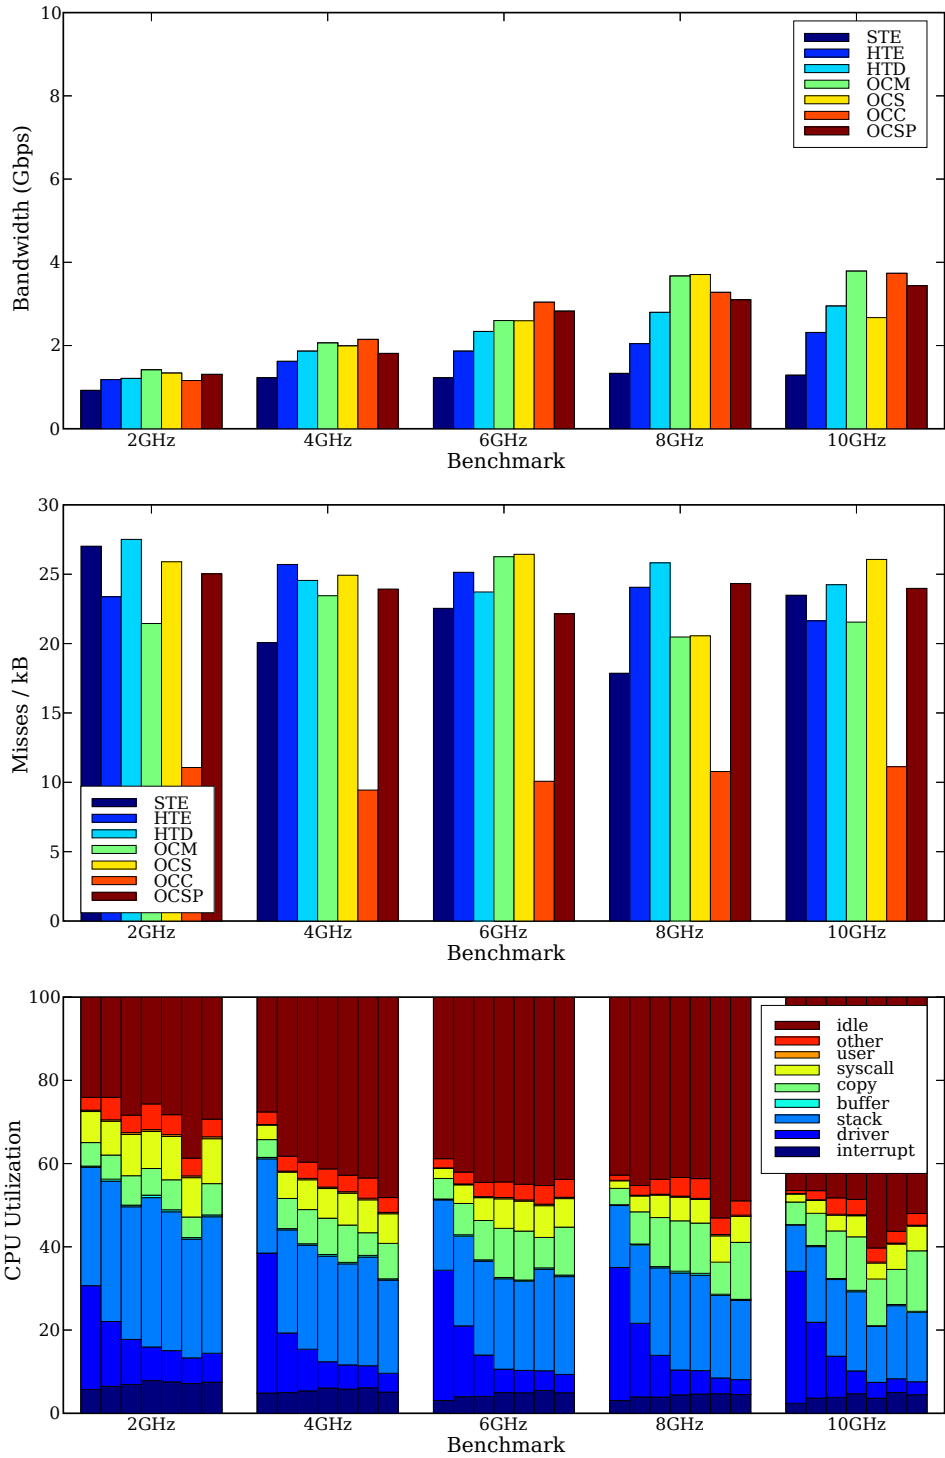 10
8
6
4
2
0
Bandwidth (Gbps)
STE
HTE
HTD
OCM
OCS
OCC
OCSP
2GHz 4GHz 6GHz 8GHz 10GHz
Benchmark
30
25
20
15
10
5
0
Misses / kB
STE
HTE
HTD
OCM
OCS
OCC
OCSP
2GHz 4GHz 6GHz 8GHz 10GHz
Benchmark
100
80
60
40
20
0
CPU Utilization
idle
other
user
syscall
copy
buffer
stack
driver
interrupt
2GHz 4GHz 6GHz 8GHz 10GHz
Benchmark